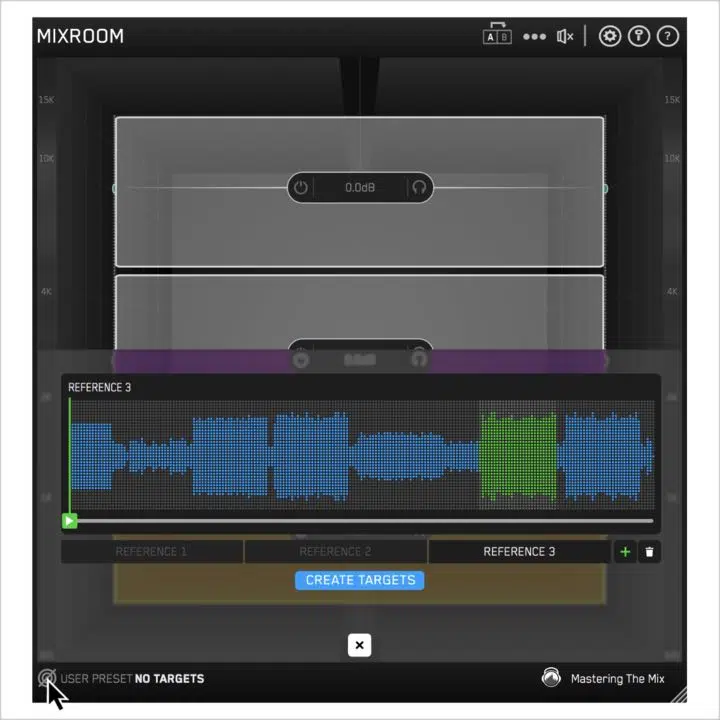 MIXROOM
A B
?
15K 15K
10K 10K
0.0dB
4K 4K
REFERENCE 3
REFERENCE 1 REFERENCE 2 REFERENCE 3 +
CREATE TARGETS
USER PRESET NO TARGETS Mastering The Mix